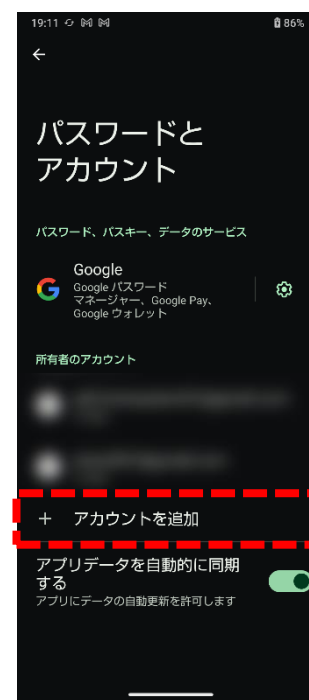 19:11 86%
パスワードと
アカウント
パスワード、パスキー、データのサービス
Google
Google パスワード
マネージャー、Google Pay、
Google ウォレット
所有者のアカウント
+ アカウントを追加
アプリデータを自動的に同期
する
アプリにデータの自動更新を許可します